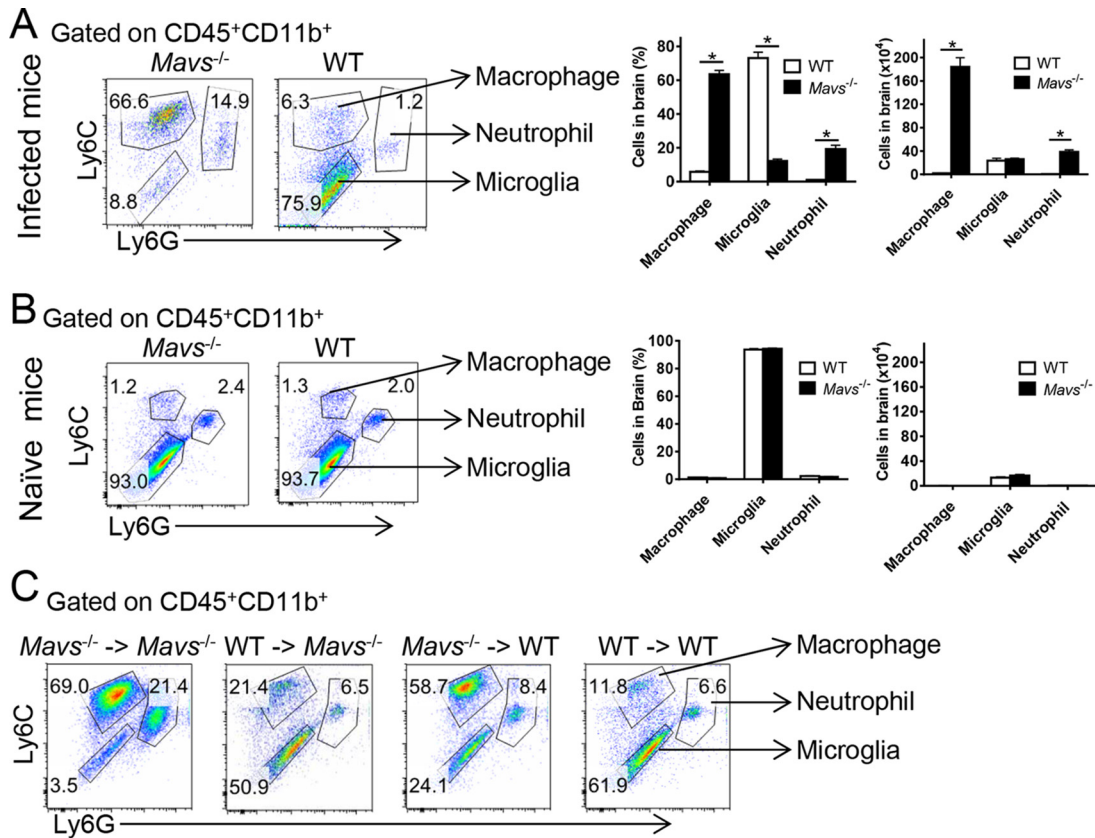 A Gated on CD45+CD11b+
Infected mice
Mavs-/- WT
66.6 14.9 8.8
6.3 1.2 75.9
Macrophage
Neutrophil
Microglia
Ly6C
Ly6G
Cells in brain (%)
80
60
40
20
0
WT
Mavs-/-
* * *
Macrophage Microglia Neutrophil
Cells in brain (x10⁴)
200
160
120
80
40
0
WT
Mavs-/-
* *
Macrophage Microglia Neutrophil
B Gated on CD45+CD11b+
Naïve mice
Mavs-/- WT
1.2 2.4 93.0
1.3 2.0 93.7
Macrophage
Neutrophil
Microglia
Ly6C
Ly6G
Cells in Brain (%)
100
80
60
40
20
0
WT
Mavs-/-
Macrophage Microglia Neutrophil
Cells in brain (x10⁴)
200
160
120
80
40
0
WT
Mavs-/-
Macrophage Microglia Neutrophil
C Gated on CD45+CD11b+
Mavs-/- -> Mavs-/- WT -> Mavs-/- Mavs-/- -> WT WT -> WT
69.0 21.4 3.5
21.4 6.5 50.9
58.7 8.4 24.1
11.8 6.6 61.9
Macrophage
Neutrophil
Microglia
Ly6C
Ly6G